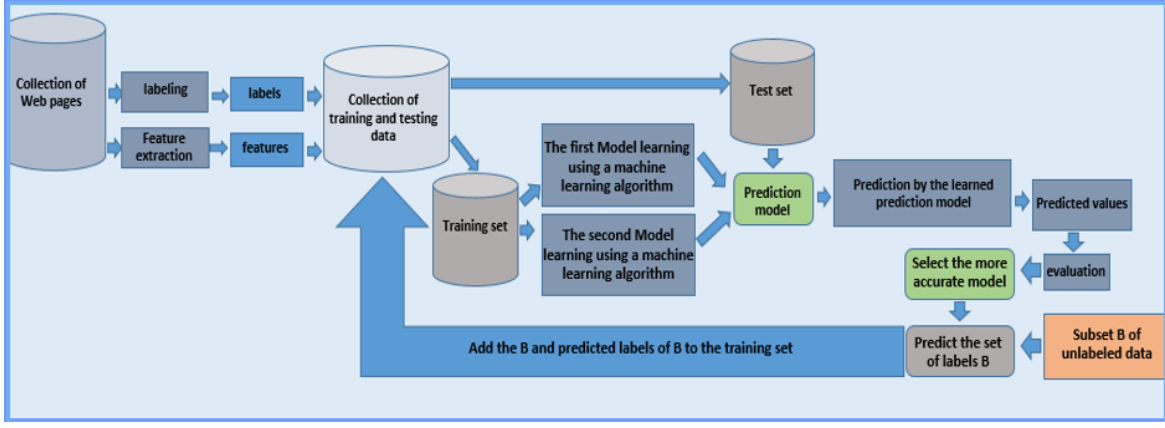 Collection of
Web pages
labeling
labels
Feature
extraction
features
Collection of
training and testing
data
Test set
Training set
The first Model learning
using a machine
learning algorithm
The second Model
learning using a machine
learning algorithm
Prediction
model
Prediction by the learned
prediction model
Predicted values
evaluation
Select the more
accurate model
Predict the set
of labels B
Subset B of
unlabeled data
Add the B and predicted labels of B to the training set